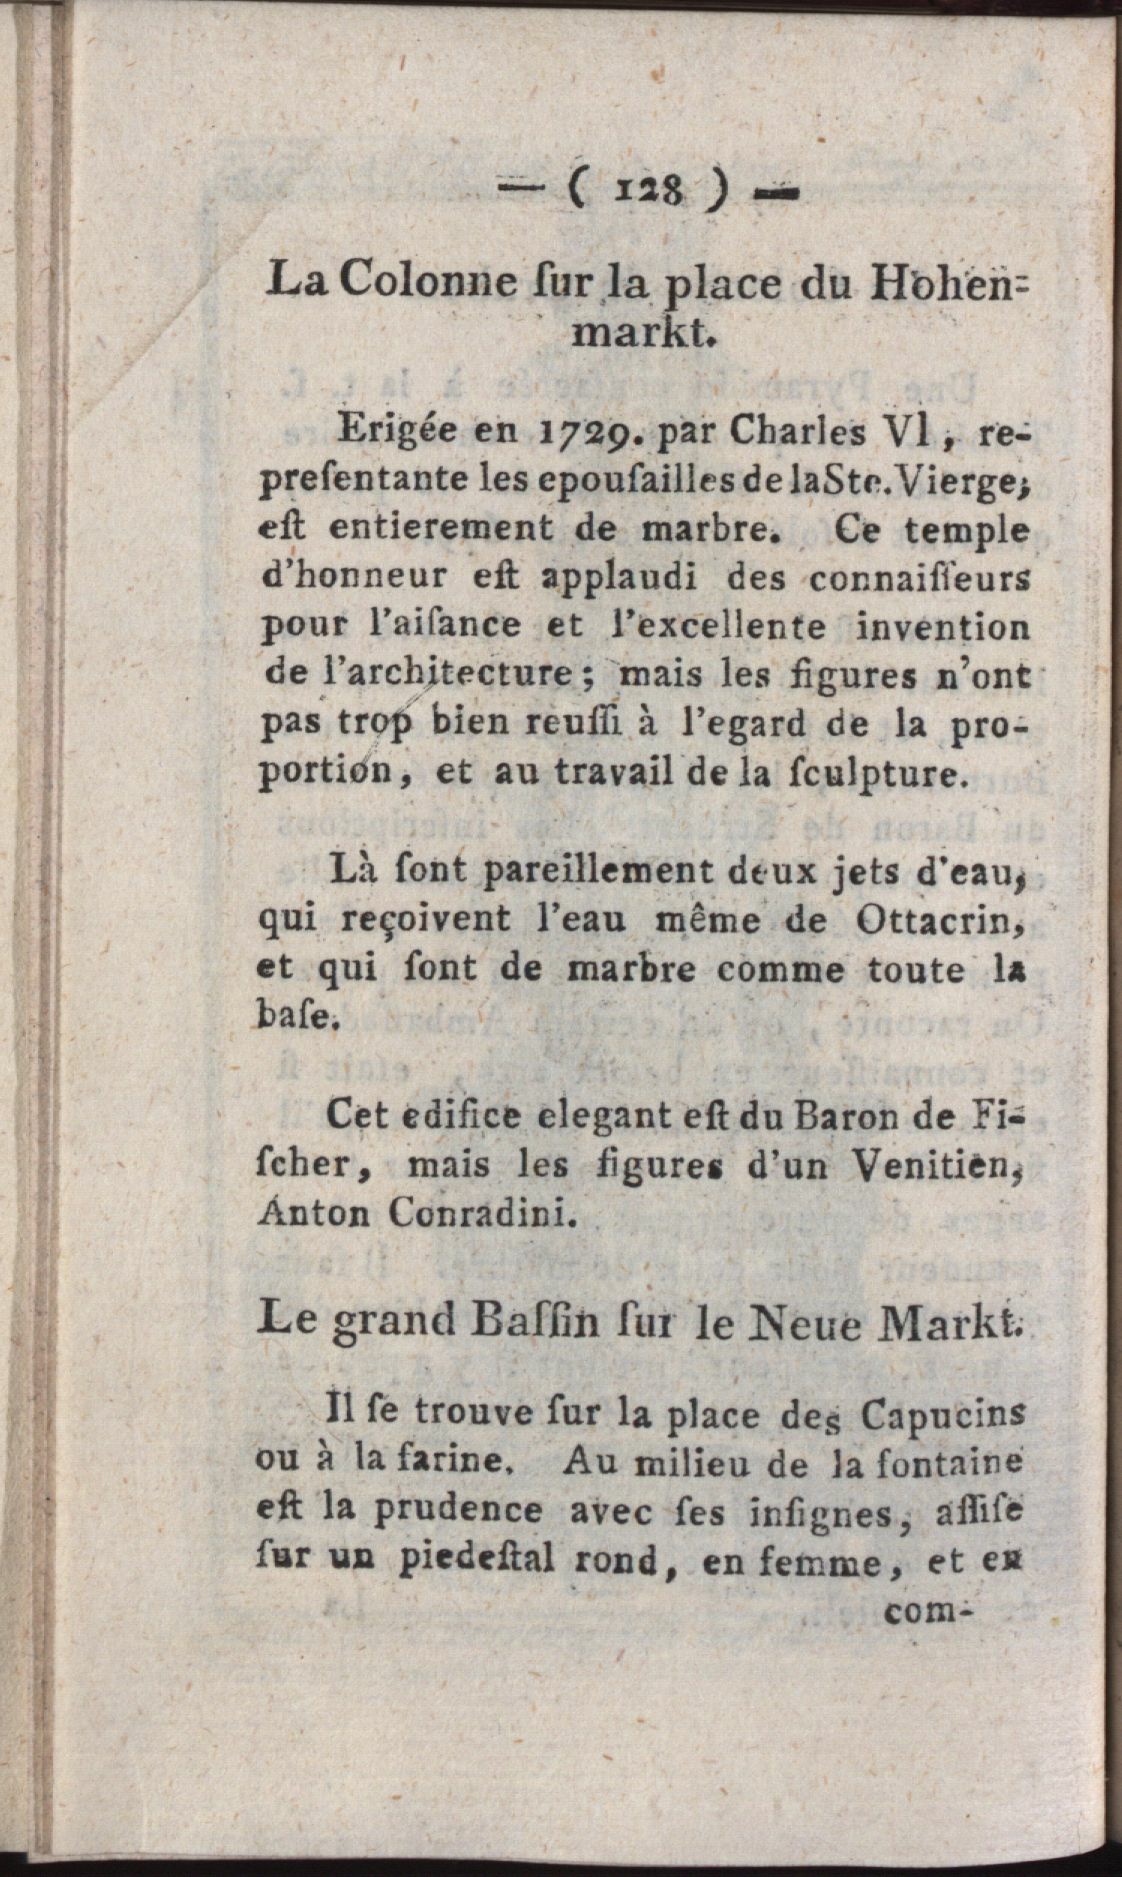 — ( 128 ) —
La Colonne ſur la place du Hohen-
markt.
Erigée en 1729. par Charles Vl, re-
preſentante les epouſailles de laSte. Vierge;
eſt entierement de marbre. Ce temple
d'honneur eſt applaudi des connaiſſeurs
pour l'aiſance et l'excellente invention
de l'architecture; mais les figures n'ont
pas trop bien reuſſi à l'egard de la pro-
portion, et au travail de la ſculpture.
Là ſont pareillement deux jets d'eau,
qui reçoivent l'eau même de Ottacrin,
et qui ſont de marbre comme toute la
baſe.
Cet edifice elegant eſt du Baron de Fi-
ſcher, mais les figures d'un Venitien,
Anton Conradini.
Le grand Baſſin ſur le Neue Markt.
Il ſe trouve ſur la place des Capucins
ou à la farine. Au milieu de la fontaine
eſt la prudence avec ſes inſignes, aſſiſe
ſur un piedeſtal rond, en femme, et en
com-